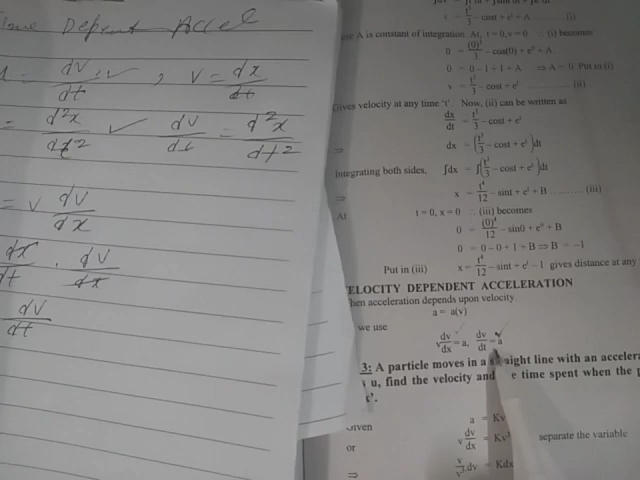 Time Depent Accel
a = dv/dt , v = dx/dt
= d²x/dt² dv/dt = d²x/dt²
= v dv/dx
dx/dt . dv/dx
dv/dt
v = t³/3 – cost + eᵗ + A ......... (i)
A is constant of integration. At, t = 0, v = 0 ∴ (i) becomes
0 = (0)³/3 – cos(0) + e⁰ + A
0 = 0 – 1 + 1 + A ⇒ A = 0 Put in (i)
v = t³/3 – cost + eᵗ ......... (ii)
Gives velocity at any time 't'. Now, (ii) can be written as
dx/dt = t³/3 – cost + eᵗ
⇒ dx = (t³/3 – cost + eᵗ)dt
Integrating both sides, ∫dx = ∫(t³/3 – cost + eᵗ)dt
⇒ x = t⁴/12 – sint + eᵗ + B .......... (iii)
At t = 0, x = 0 ∴ (iii) becomes
0 = (0)⁴/12 – sin0 + e⁰ + B
0 = 0 – 0 + 1 + B ⇒ B = –1
Put in (iii) x = t⁴/12 – sint + eᵗ – 1 gives distance at any
VELOCITY DEPENDENT ACCELERATION
When acceleration depends upon velocity
a = a(v)
we use
v dv/dx = a, dv/dt = a
3: A particle moves in a straight line with an accelera
u, find the velocity and e time spent when the p
'c'.
Given a = Kv
or v dv/dx = Kv³ separate the variable
⇒ v/v³ dv = Kdx